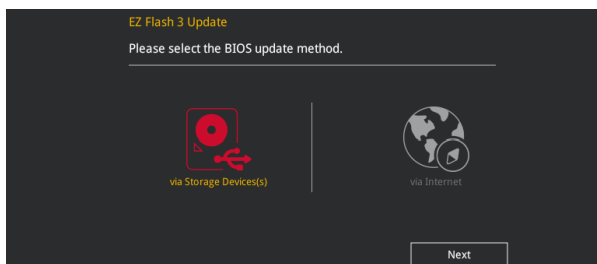 EZ Flash 3 Update
Please select the BIOS update method.
via Storage Devices(s)
via Internet
Next